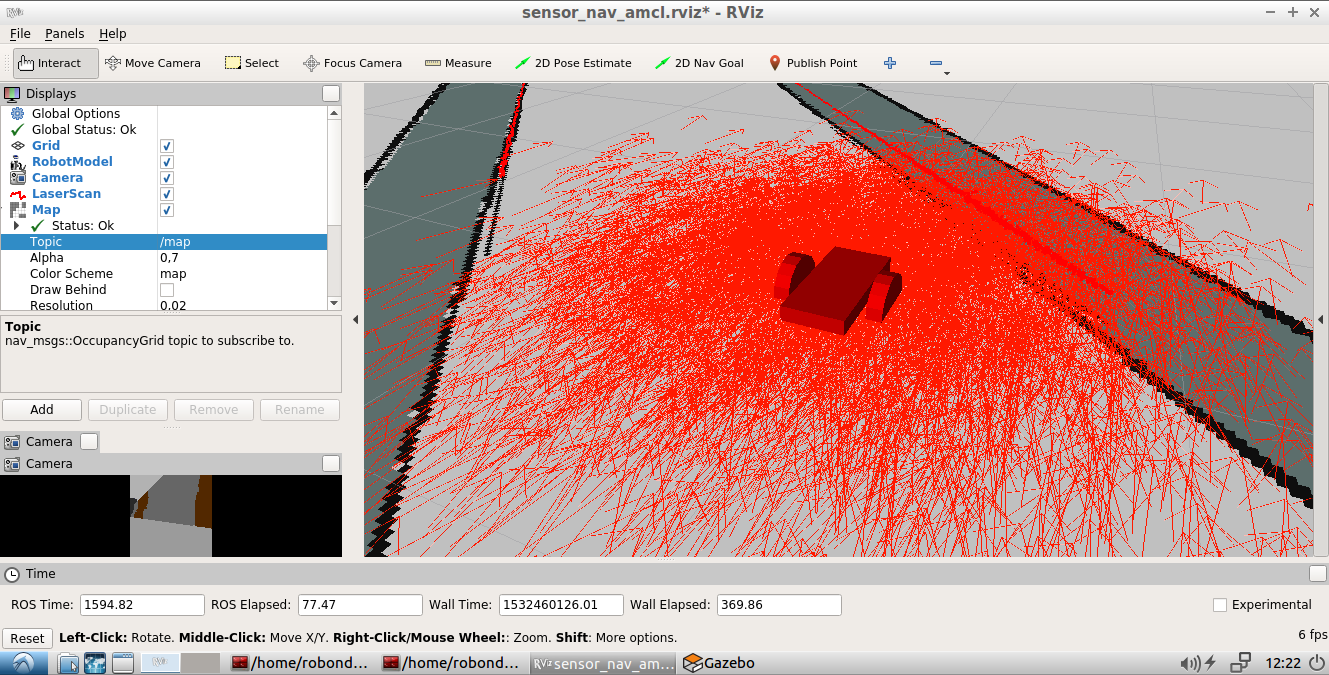 RViz
sensor_nav_amcl.rviz* - RViz
File Panels Help
Interact Move Camera Select Focus Camera Measure 2D Pose Estimate 2D Nav Goal Publish Point
Displays
Global Options
Global Status: Ok
Grid
RobotModel
Camera
LaserScan
Map
Status: Ok
Topic /map
Alpha 0,7
Color Scheme map
Draw Behind
Resolution 0.02
Topic
nav_msgs::OccupancyGrid topic to subscribe to.
Add Duplicate Remove Rename
Camera
Camera
Time
ROS Time: 1594.82 ROS Elapsed: 77.47 Wall Time: 1532460126.01 Wall Elapsed: 369.86 Experimental
Reset Left-Click: Rotate. Middle-Click: Move X/Y. Right-Click/Mouse Wheel:: Zoom. Shift: More options. 6 fps
RViz /home/robond... /home/robond... RViz sensor_nav_am... Gazebo 12:22